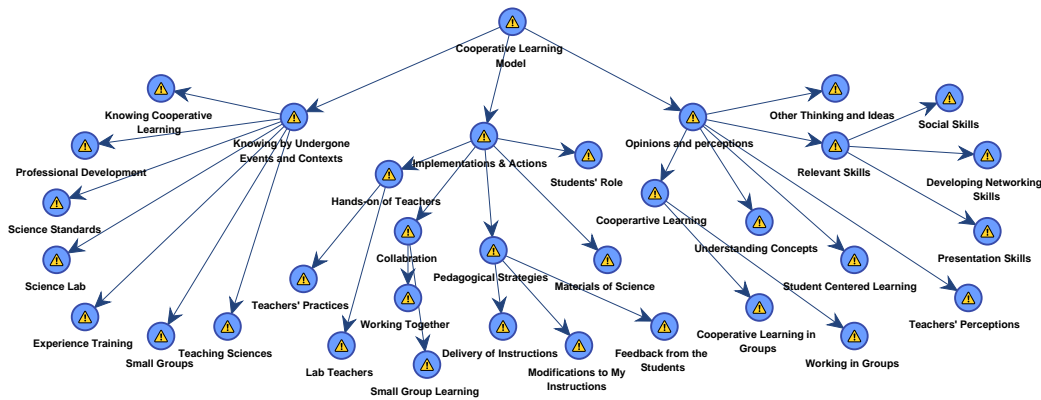 Cooperative Learning
Model
Knowing Cooperative
Learning
Knowing by Undergone
Events and Contexts
Professional Development
Science Standards
Science Lab
Experience Training
Small Groups
Teaching Sciences
Implementations & Actions
Students' Role
Hands-on of Teachers
Teachers' Practices
Lab Teachers
Collabration
Working Together
Small Group Learning
Pedagogical Strategies
Materials of Science
Delivery of Instructions
Modifications to My
Instructions
Feedback from the
Students
Opinions and perceptions
Other Thinking and Ideas
Social Skills
Relevant Skills
Developing Networking
Skills
Presentation Skills
Cooperartive Learning
Understanding Concepts
Student Centered Learning
Teachers' Perceptions
Cooperative Learning in
Groups
Working in Groups